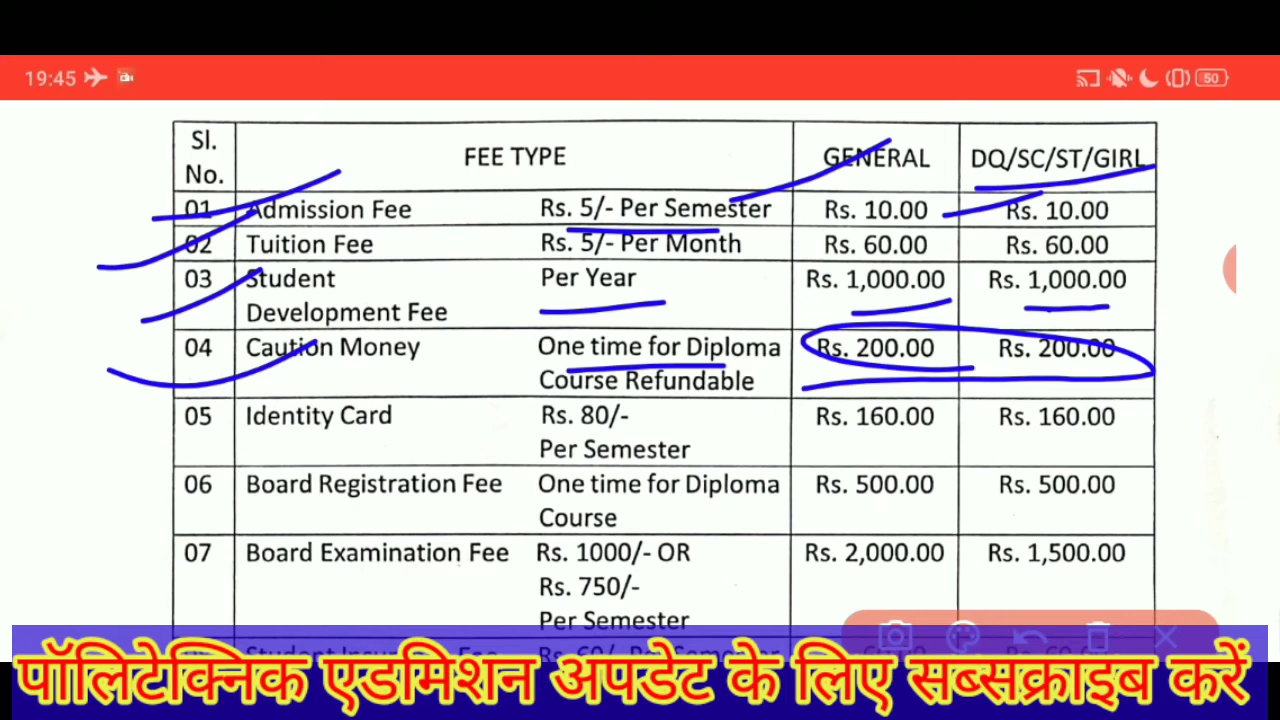 19:45
50
Sl. No. FEE TYPE GENERAL DQ/SC/ST/GIRL
01 Admission Fee Rs. 5/- Per Semester Rs. 10.00 Rs. 10.00
02 Tuition Fee Rs. 5/- Per Month Rs. 60.00 Rs. 60.00
03 Student Per Year Rs. 1,000.00 Rs. 1,000.00
Development Fee
04 Caution Money One time for Diploma Rs. 200.00 Rs. 200.00
Course Refundable
05 Identity Card Rs. 80/- Rs. 160.00 Rs. 160.00
Per Semester
06 Board Registration Fee One time for Diploma Rs. 500.00 Rs. 500.00
Course
07 Board Examination Fee Rs. 1000/- OR Rs. 2,000.00 Rs. 1,500.00
Rs. 750/-
Per Semester
पॉलिटेक्निक एडमिशन अपडेट के लिए सब्सक्राइब करें